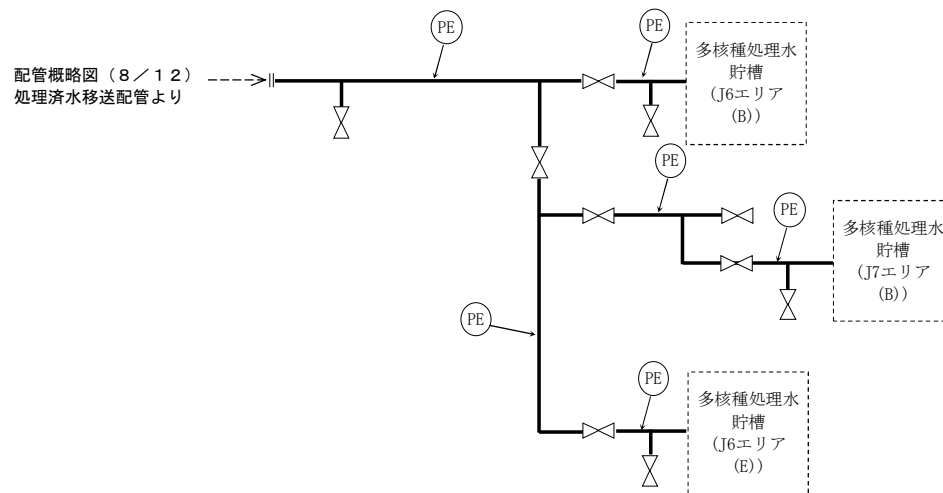 PE
PE
配管概略図（８／１２）
処理済水移送配管より
多核種処理水
貯槽
(J6エリア
(B))
PE
PE
多核種処理水
貯槽
(J7エリア
(B))
PE
PE
多核種処理水
貯槽
(J6エリア
(E))